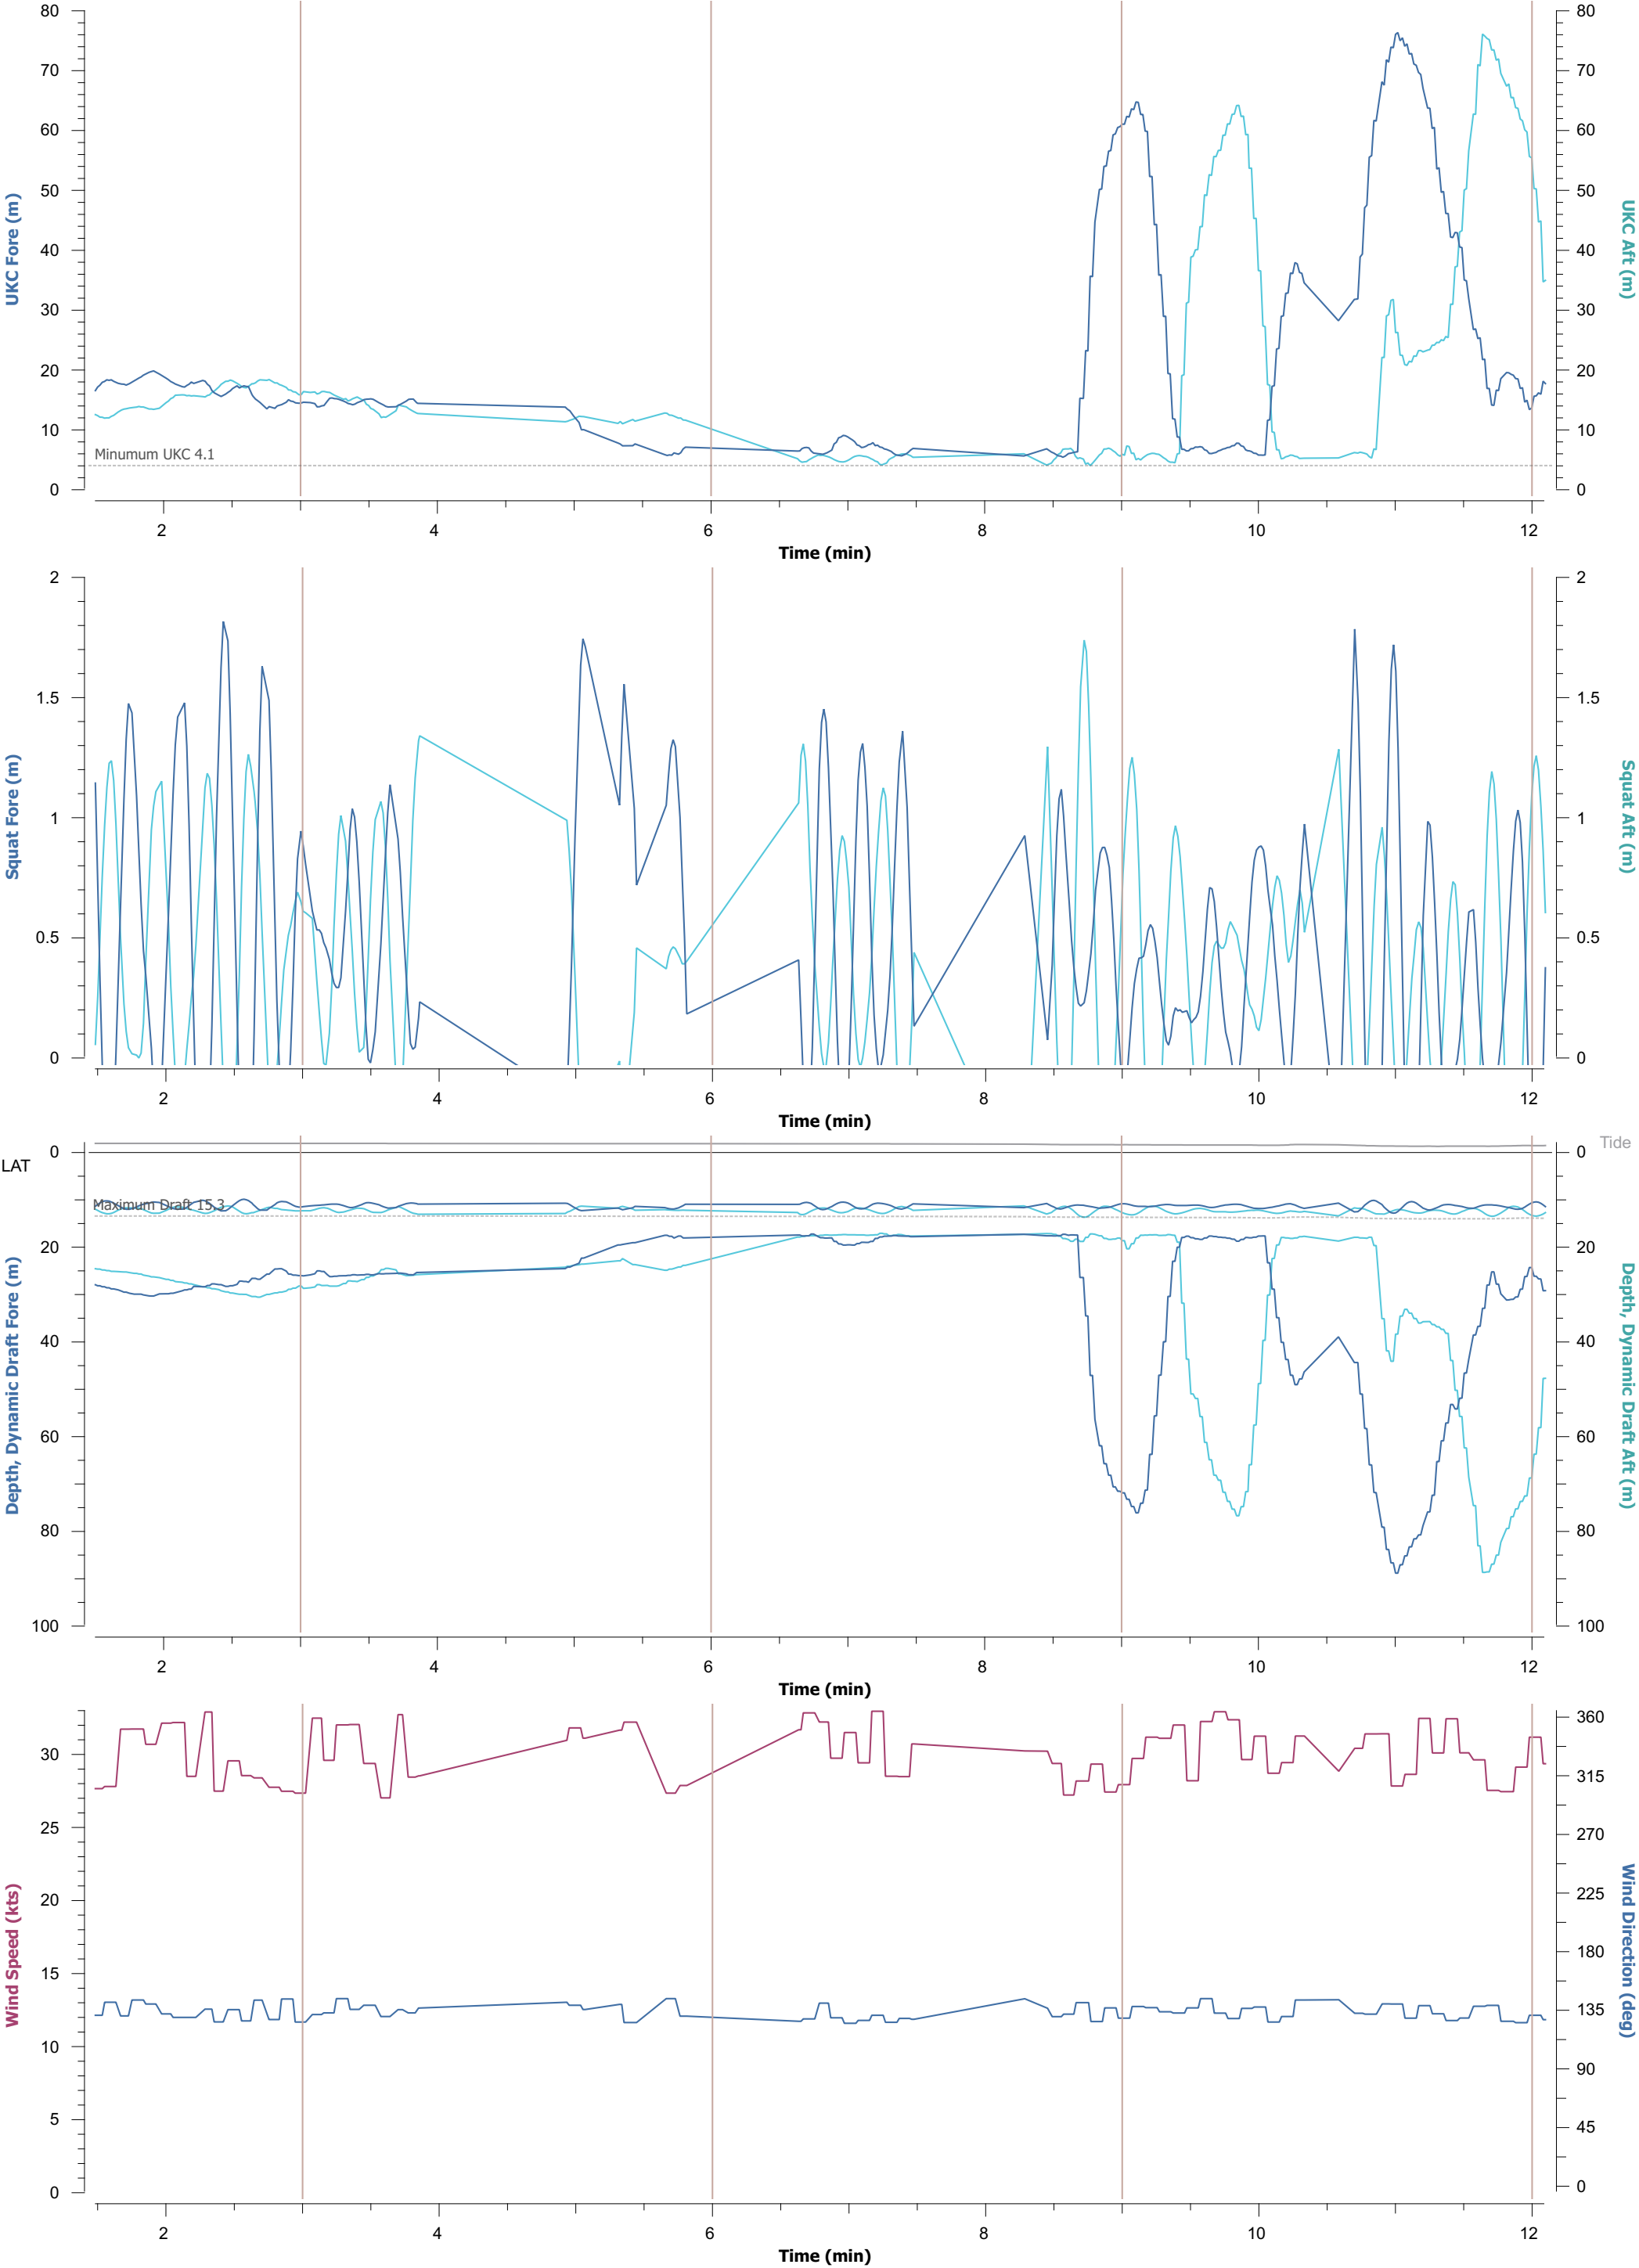 80
70
60
50
40
30
20
10
0
UKC Fore (m)
Minumum UKC 4.1
80
70
60
50
40
30
20
10
0
UKC Aft (m)
2 4 6 8 10 12
Time (min)
2
1.5
1
0.5
0
Squat Fore (m)
2
1.5
1
0.5
0
Squat Aft (m)
2 4 6 8 10 12
Time (min)
0
LAT
20
40
60
80
100
Depth, Dynamic Draft Fore (m)
Maximum Draft 15.3
Tide
0
20
40
60
80
100
Depth, Dynamic Draft Aft (m)
2 4 6 8 10 12
Time (min)
30
25
20
15
10
5
0
Wind Speed (kts)
360
315
270
225
180
135
90
45
0
Wind Direction (deg)
2 4 6 8 10 12
Time (min)